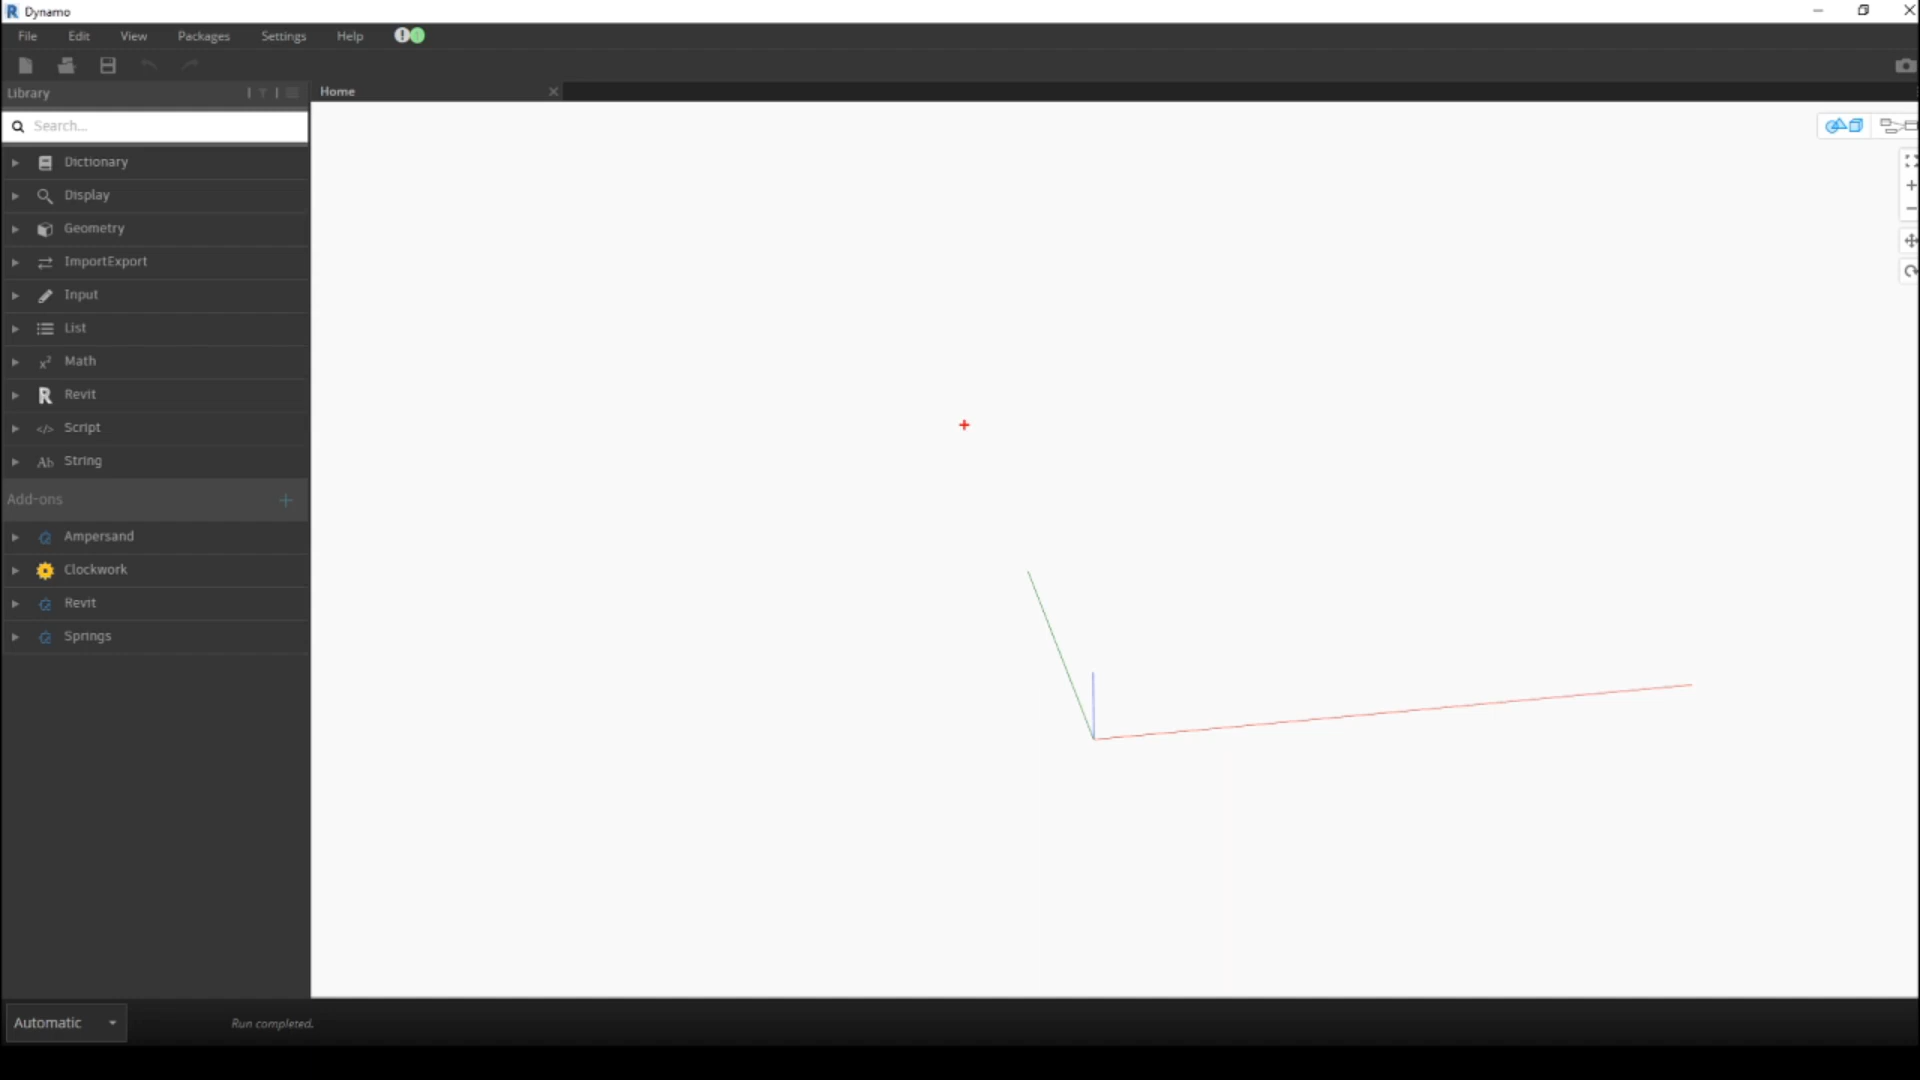 Dynamo
File Edit View Packages Settings Help
Library
Home
Search...
Dictionary
Display
Geometry
ImportExport
Input
List
Math
Revit
Script
String
Add-ons
Ampersand
Clockwork
Revit
Springs
Automatic
Run completed.